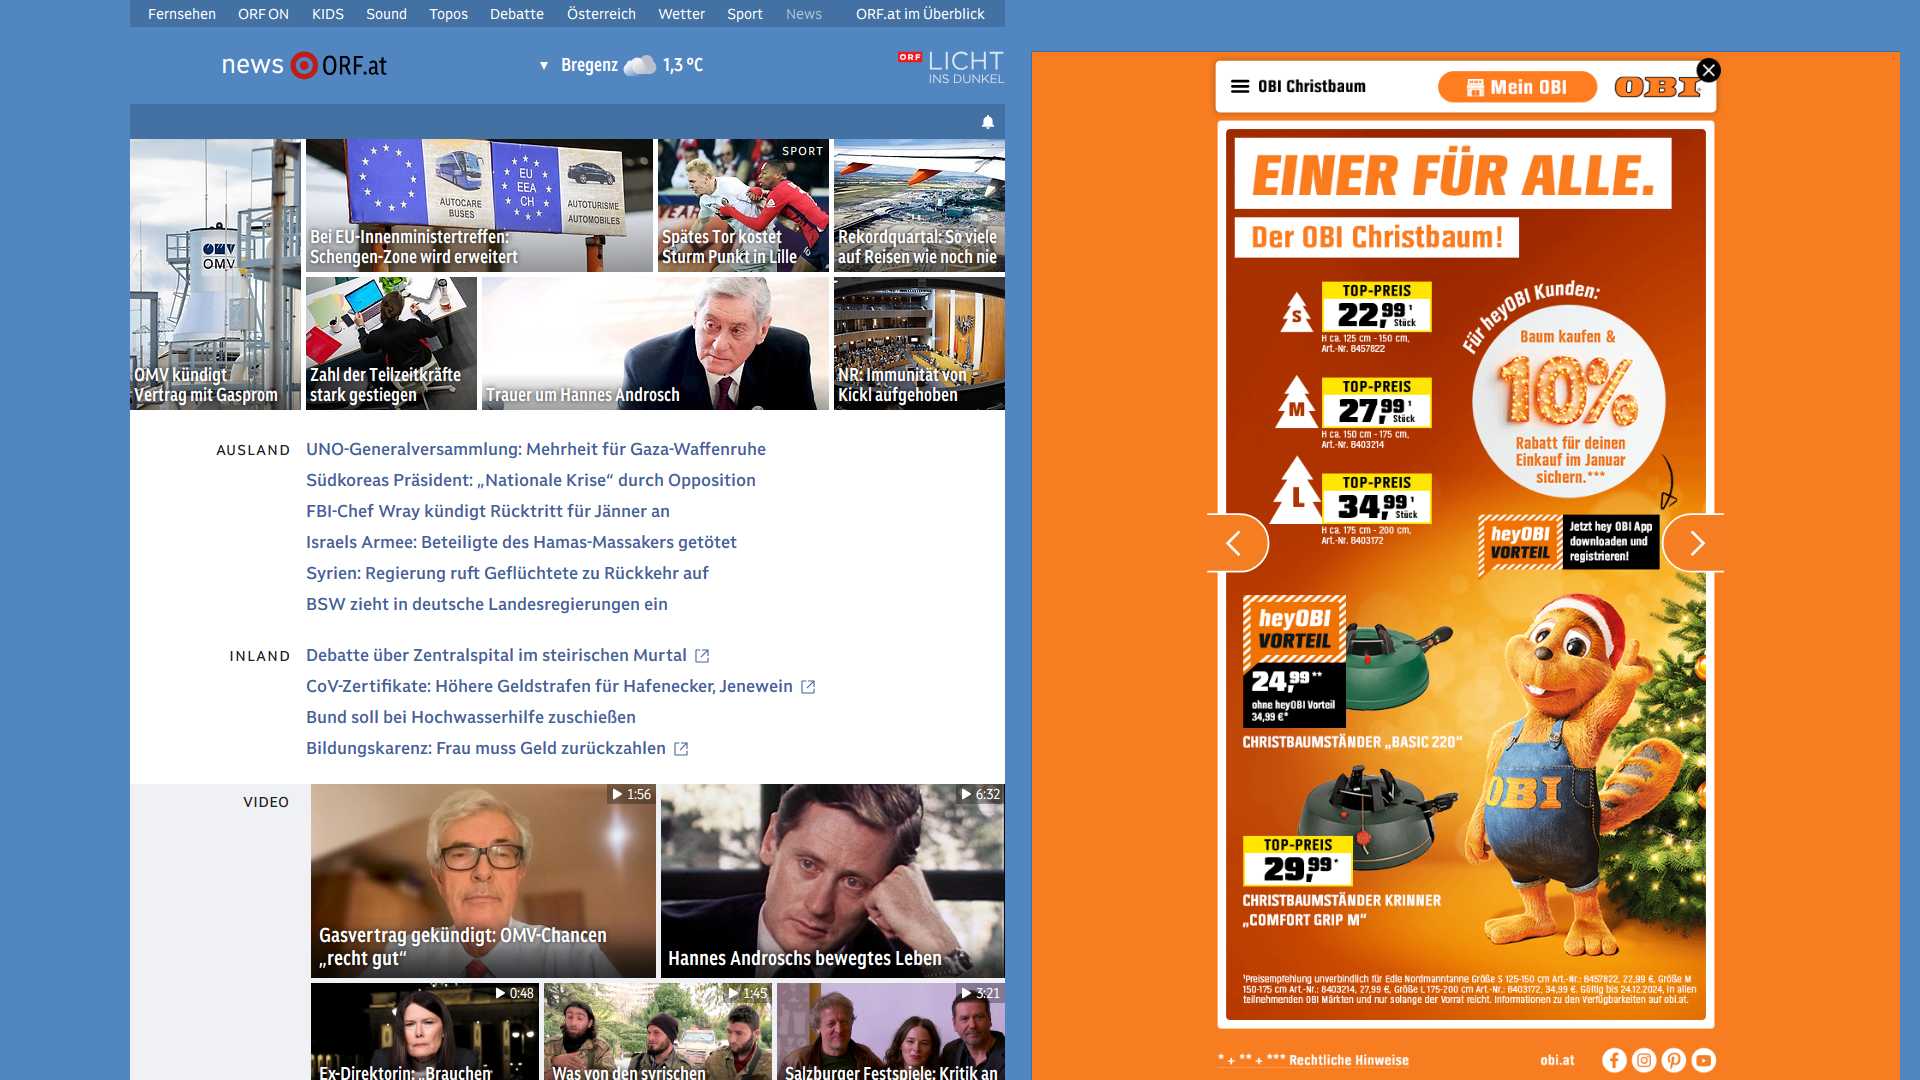 Fernsehen ORF ON KIDS Sound Topos Debatte Österreich Wetter Sport News ORF.at im Überblick
news ORF.at
Bregenz 1,3 °C
ORF LICHT
INS DUNKEL
OMV
OMV kündigt
Vertrag mit Gasprom
AUTOCARE
BUSES
EU
EEA
CH
AUTOTURISME
AUTOMOBILES
Bei EU-Innenministertreffen:
Schengen-Zone wird erweitert
SPORT
Spätes Tor kostet
Sturm Punkt in Lille
Rekordquartal: So viele
auf Reisen wie noch nie
Zahl der Teilzeitkräfte
stark gestiegen
Trauer um Hannes Androsch
NR: Immunität von
Kickl aufgehoben
AUSLAND
UNO-Generalversammlung: Mehrheit für Gaza-Waffenruhe
Südkoreas Präsident: „Nationale Krise“ durch Opposition
FBI-Chef Wray kündigt Rücktritt für Jänner an
Israels Armee: Beteiligte des Hamas-Massakers getötet
Syrien: Regierung ruft Geflüchtete zu Rückkehr auf
BSW zieht in deutsche Landesregierungen ein
INLAND
Debatte über Zentralspital im steirischen Murtal
CoV-Zertifikate: Höhere Geldstrafen für Hafenecker, Jenewein
Bund soll bei Hochwasserhilfe zuschießen
Bildungskarenz: Frau muss Geld zurückzahlen
VIDEO
1:56
Gasvertrag gekündigt: OMV-Chancen
„recht gut“
6:32
Hannes Androschs bewegtes Leben
0:48
Ex-Direktorin: „Brauchen
1:45
Was von den syrischen
3:21
Salzburger Festspiele: Kritik an
OBI Christbaum
Mein OBI
OBI
EINER FÜR ALLE.
Der OBI Christbaum!
S
TOP-PREIS
22,99¹
Stück
H ca. 125 cm - 150 cm,
Art.-Nr. 8457822
M
TOP-PREIS
27,99¹
Stück
H ca. 150 cm - 175 cm,
Art.-Nr. 8403214
L
TOP-PREIS
34,99¹
Stück
H ca. 175 cm - 200 cm,
Art.-Nr. 8403172
Für heyOBI Kunden:
Baum kaufen &
10%
Rabatt für deinen
Einkauf im Januar
sichern.***
heyOBI
VORTEIL
Jetzt hey OBI App
downloaden und
registrieren!
heyOBI
VORTEIL
24,99**
ohne heyOBI Vorteil
34,99 €*
CHRISTBAUMSTÄNDER „BASIC 220“
OBI
TOP-PREIS
29,99*
CHRISTBAUMSTÄNDER KRINNER
„COMFORT GRIP M“
¹Preisempfehlung unverbindlich für Edle Nordmanntanne Größe S 125-150 cm Art.-Nr.: 8457822, 22,99 €, Größe M
150-175 cm Art.-Nr.: 8403214, 27,99 €, Größe L 175-200 cm Art.-Nr. 8403172, 34,99 €. Gültig bis 24.12.2024, in allen
teilnehmenden OBI Märkten und nur solange der Vorrat reicht. Informationen zu den Verfügbarkeiten auf obi.at.
* + ** + *** Rechtliche Hinweise
obi.at